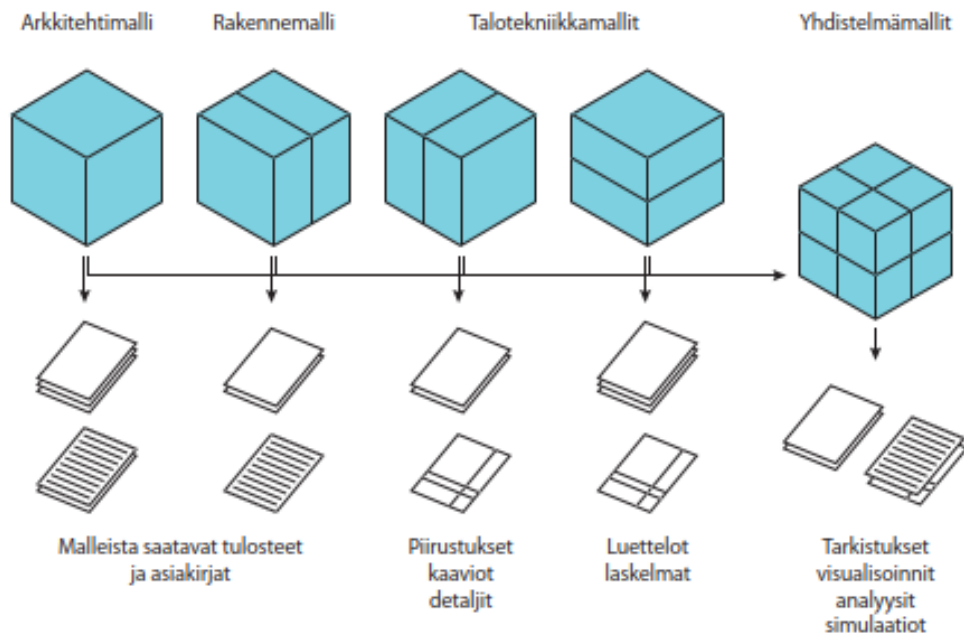 Arkkitehtimalli
Rakennemalli
Talotekniikkamallit
Yhdistelmämallit
Malleista saatavat tulosteet
ja asiakirjat
Piirustukset
kaaviot
detaljit
Luettelot
laskelmat
Tarkistukset
visualisoinnit
analyysit
simulaatiot